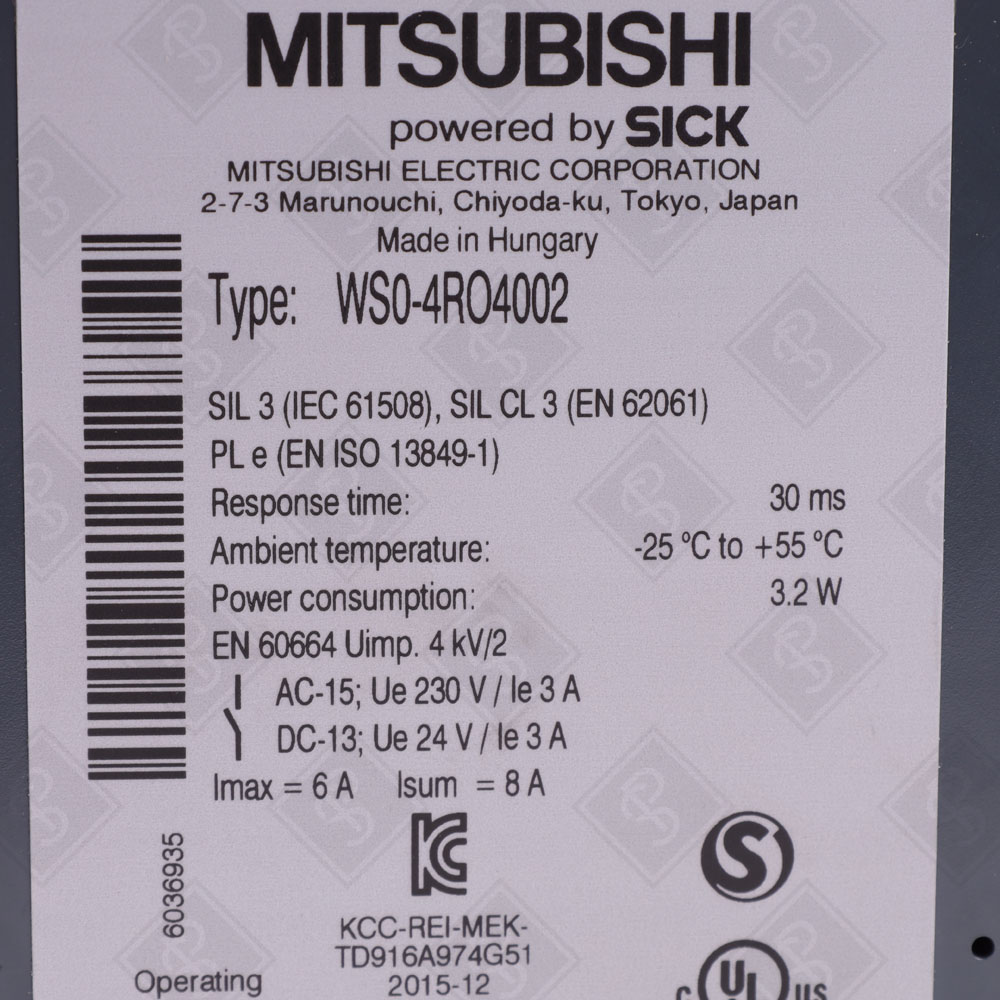 MITSUBISHI
powered by SICK
MITSUBISHI ELECTRIC CORPORATION
2-7-3 Marunouchi, Chiyoda-ku, Tokyo, Japan
Made in Hungary
Type: WS0-4RO4002
SIL 3 (IEC 61508), SIL CL 3 (EN 62061)
PL e (EN ISO 13849-1)
Response time: 30 ms
Ambient temperature: -25 °C to +55 °C
Power consumption: 3.2 W
EN 60664 Uimp. 4 kV/2
AC-15; Ue 230 V / Ie 3 A
DC-13; Ue 24 V / Ie 3 A
Imax = 6 A Isum = 8 A
6036935
KC
S
KCC-REI-MEK-
TD916A974G51
2015-12
Operating
c UL us